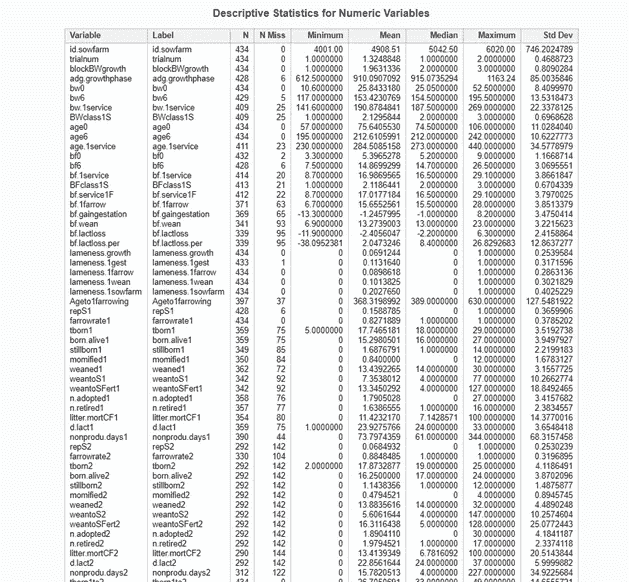 Descriptive Statistics for Numeric Variables
Variable Label N N Miss Minimum Mean Median Maximum Std Dev
id.sowfarm id.sowfarm 434 0 4001.00 4908.51 5042.50 6020.00 746.2024789
trialnum trialnum 434 0 1.0000000 1.3248848 1.0000000 2.0000000 0.4688723
blockBWgrowth blockBWgrowth 434 0 1.0000000 1.9631336 2.0000000 3.0000000 0.8090284
adg.growthphase adg.growthphase 428 6 612.5000000 910.0907092 915.0735294 1163.24 85.0035846
bw0 bw0 434 0 10.6000000 25.8433180 25.0500000 52.5000000 8.4099970
bw6 bw6 429 5 117.0000000 153.4230769 154.5000000 195.5000000 13.5318473
bw.1service bw.1service 409 25 141.6000000 190.8784841 187.5000000 269.0000000 22.3378125
BWclass1S BWclass1S 409 25 1.0000000 2.1295844 2.0000000 3.0000000 0.6968628
age0 age0 434 0 57.0000000 75.6405530 74.5000000 106.0000000 11.0284040
age6 age6 434 0 195.0000000 212.6105991 212.0000000 242.0000000 10.6227773
age.1service age.1service 411 23 230.0000000 284.5085158 273.0000000 440.0000000 34.5778979
bf0 bf0 432 2 3.3000000 5.3965278 5.2000000 9.0000000 1.1668714
bf6 bf6 428 6 7.5000000 14.8699299 14.7000000 26.5000000 3.0695551
bf.1service bf.1service 414 20 8.7000000 16.9869565 16.5000000 29.1000000 3.8661847
BFclass1S BFclass1S 413 21 1.0000000 2.1186441 2.0000000 3.0000000 0.6704339
bf.service1F bf.service1F 412 22 8.7000000 17.0177184 16.5000000 29.1000000 3.7970025
bf.1farrow bf.1farrow 371 63 6.7000000 15.6552561 15.5000000 28.0000000 3.8513379
bf.gaingestation bf.gaingestation 369 65 -13.3000000 -1.2457995 -1.0000000 8.2000000 3.4750414
bf.wean bf.wean 341 93 6.9000000 13.2739003 13.0000000 23.0000000 3.2215623
bf.lactloss bf.lactloss 339 95 -11.9000000 -2.4056047 -2.2000000 6.3000000 2.4158864
bf.lactloss.per bf.lactloss.per 339 95 -38.0952381 2.0473246 8.4000000 26.8292683 12.8637277
lameness.growth lameness.growth 434 0 0 0.0691244 0 1.0000000 0.2539584
lameness.1gest lameness.1gest 433 1 0 0.1131640 0 1.0000000 0.3171596
lameness.1farrow lameness.1farrow 434 0 0 0.0898618 0 1.0000000 0.2863136
lameness.1wean lameness.1wean 434 0 0 0.1013825 0 1.0000000 0.3021829
lameness.1sowfarm lameness.1sowfarm 434 0 0 0.2027650 0 1.0000000 0.4025229
Ageto1farrowing Ageto1farrowing 397 37 0 368.3198992 389.0000000 630.0000000 127.5481922
repS1 repS1 428 6 0 0.1588785 0 1.0000000 0.3659906
farrowrate1 farrowrate1 434 0 0 0.8271889 1.0000000 1.0000000 0.3785202
tborn1 tborn1 359 75 5.0000000 17.7465181 18.0000000 29.0000000 3.5192738
born.alive1 born.alive1 359 75 0 15.2980501 16.0000000 27.0000000 3.9497927
stillborn1 stillborn1 349 85 0 1.6876791 1.0000000 14.0000000 2.2199183
momified1 momified1 350 84 0 0.8400000 0 12.0000000 1.6783127
weaned1 weaned1 362 72 0 13.4392265 14.0000000 30.0000000 3.1557725
weantoS1 weantoS1 342 92 0 7.3538012 4.0000000 77.0000000 10.2662774
weantoSFert1 weantoSFert1 342 92 0 13.3450292 4.0000000 127.0000000 18.8492465
n.adopted1 n.adopted1 358 76 0 1.7905028 0 27.0000000 3.4157682
n.retired1 n.retired1 357 77 0 1.6386555 1.0000000 16.0000000 2.3834557
litter.mortCF1 litter.mortCF1 354 80 0 11.4232170 7.1428571 100.0000000 14.3770016
d.lact1 d.lact1 359 75 1.0000000 23.9275766 24.0000000 33.0000000 3.6548418
nonprodu.days1 nonprodu.days1 390 44 0 73.7974359 61.0000000 344.0000000 68.3157458
repS2 repS2 292 142 0 0.0684932 0 1.0000000 0.2530239
farrowrate2 farrowrate2 330 104 0 0.8848485 1.0000000 1.0000000 0.3196895
tborn2 tborn2 292 142 2.0000000 17.8732877 19.0000000 25.0000000 4.1186491
born.alive2 born.alive2 292 142 0 16.2500000 17.0000000 24.0000000 3.8702096
stillborn2 stillborn2 292 142 0 1.1438356 1.0000000 12.0000000 1.4875877
momified2 momified2 292 142 0 0.4794521 0 4.0000000 0.8945745
weaned2 weaned2 292 142 0 13.8835616 14.0000000 32.0000000 4.4890248
weantoS2 weantoS2 292 142 0 5.6061644 4.0000000 147.0000000 10.2574604
weantoSFert2 weantoSFert2 292 142 0 16.3116438 5.0000000 128.0000000 25.0772443
n.adopted2 n.adopted2 292 142 0 1.8904110 0 30.0000000 4.1841187
n.retired2 n.retired2 292 142 0 1.9794521 1.0000000 17.0000000 2.3374118
litter.mortCF2 litter.mortCF2 290 144 0 13.4139349 6.7816092 100.0000000 20.5143844
d.lact2 d.lact2 292 142 0 22.8561644 24.0000000 37.0000000 5.9999882
nonprodu.days2 nonprodu.days2 312 122 0 15.7820513 4.0000000 227.0000000 34.9225684